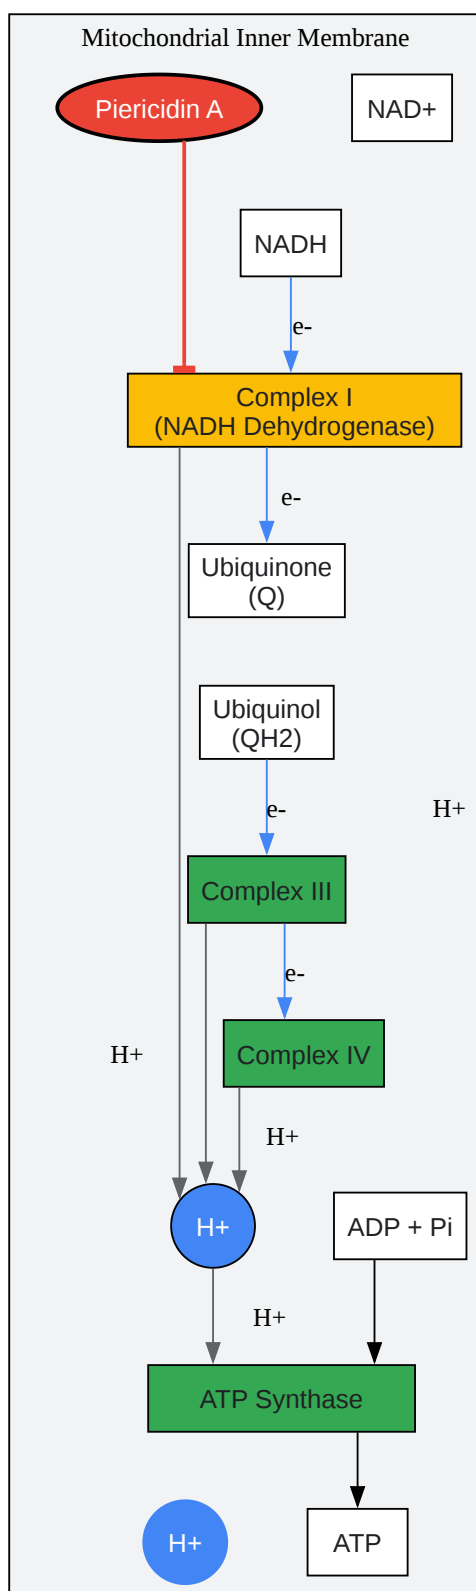 Mitochondrial Inner Membrane
Piericidin A
NAD+
NADH
e-
Complex I
(NADH Dehydrogenase)
e-
Ubiquinone
(Q)
Ubiquinol
(QH2)
e-
H+
Complex III
e-
H+
Complex IV
H+
H+
ADP + Pi
H+
ATP Synthase
H+
ATP